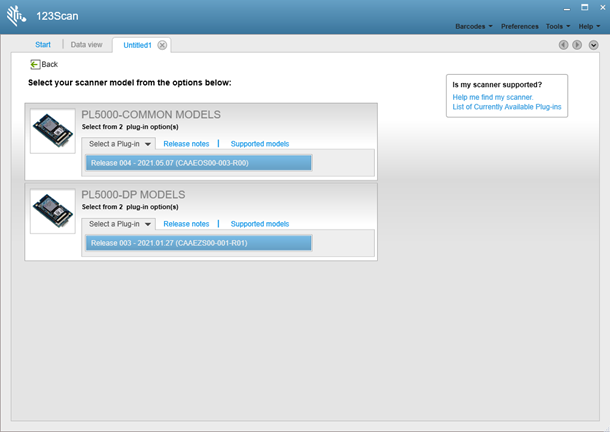 123Scan
Barcodes Preferences Tools Help
Start Data view Untitled1
Back
Select your scanner model from the options below:
Is my scanner supported?
Help me find my scanner.
List of Currently Available Plug-ins
PL5000-COMMON MODELS
Select from 2 plug-in option(s)
Select a Plug-in Release notes Supported models
Release 004 - 2021.05.07 (CAAEOS00-003-R00)
PL5000-DP MODELS
Select from 2 plug-in option(s)
Select a Plug-in Release notes Supported models
Release 003 - 2021.01.27 (CAAEZS00-001-R01)